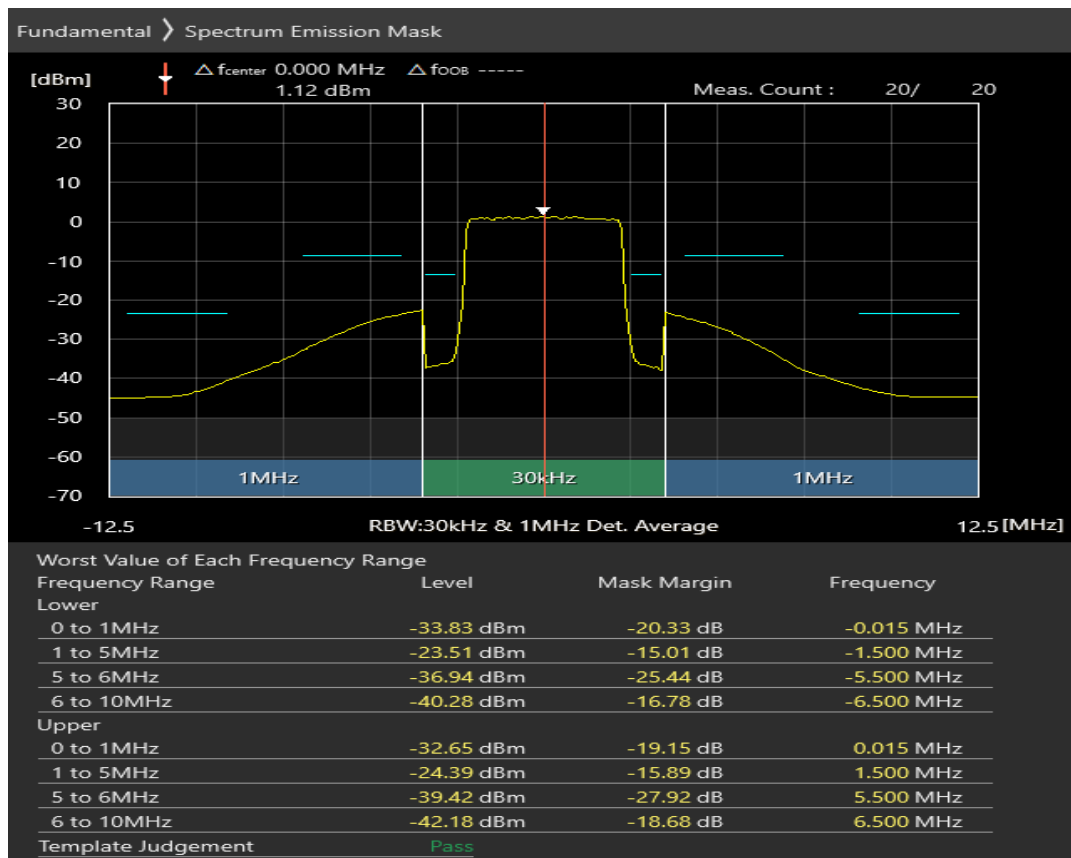 Fundamental ❯ Spectrum Emission Mask
[dBm] △ fcenter 0.000 MHz △ fOOB -----
1.12 dBm Meas. Count : 20/ 20
30
20
10
0
-10
-20
-30
-40
-50
-60
-70
1MHz 30kHz 1MHz
-12.5 RBW:30kHz & 1MHz Det. Average 12.5 [MHz]
Worst Value of Each Frequency Range
Frequency Range Level Mask Margin Frequency
Lower
0 to 1MHz -33.83 dBm -20.33 dB -0.015 MHz
1 to 5MHz -23.51 dBm -15.01 dB -1.500 MHz
5 to 6MHz -36.94 dBm -25.44 dB -5.500 MHz
6 to 10MHz -40.28 dBm -16.78 dB -6.500 MHz
Upper
0 to 1MHz -32.65 dBm -19.15 dB 0.015 MHz
1 to 5MHz -24.39 dBm -15.89 dB 1.500 MHz
5 to 6MHz -39.42 dBm -27.92 dB 5.500 MHz
6 to 10MHz -42.18 dBm -18.68 dB 6.500 MHz
Template Judgement Pass